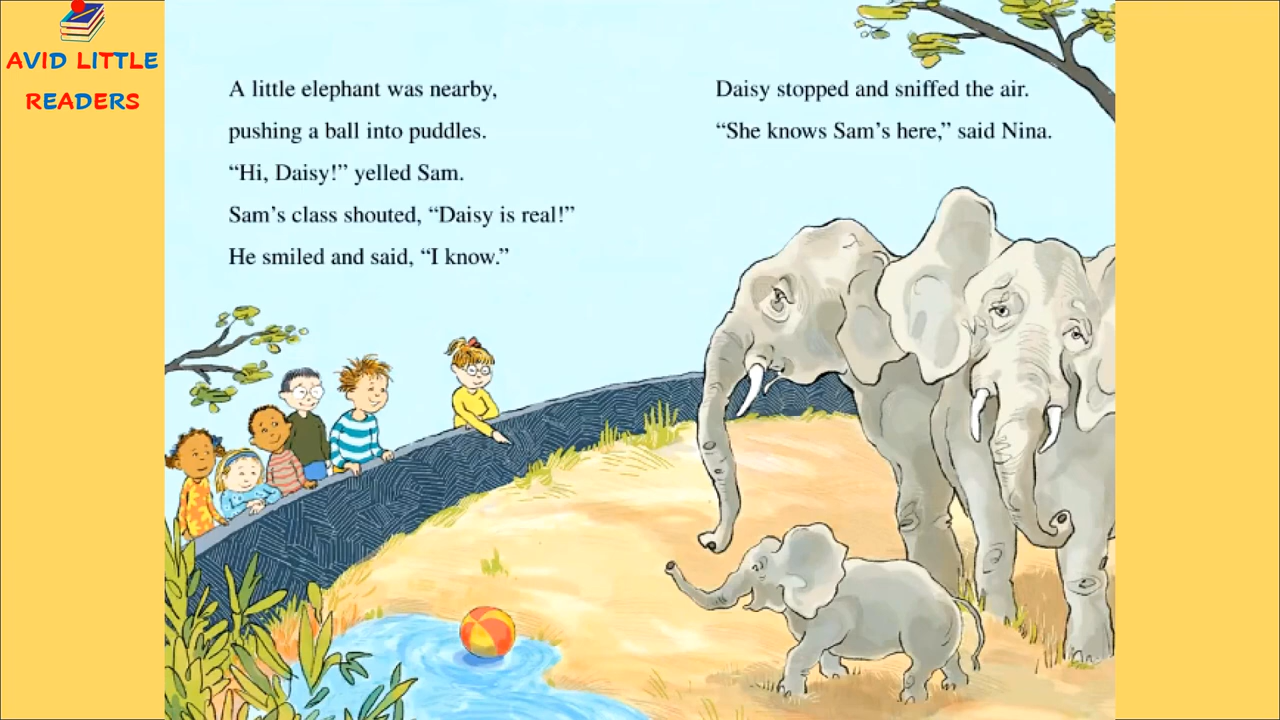 AVID LITTLE
READERS
A little elephant was nearby,
pushing a ball into puddles.
“Hi, Daisy!” yelled Sam.
Sam’s class shouted, “Daisy is real!”
He smiled and said, “I know.”
Daisy stopped and sniffed the air.
“She knows Sam’s here,” said Nina.